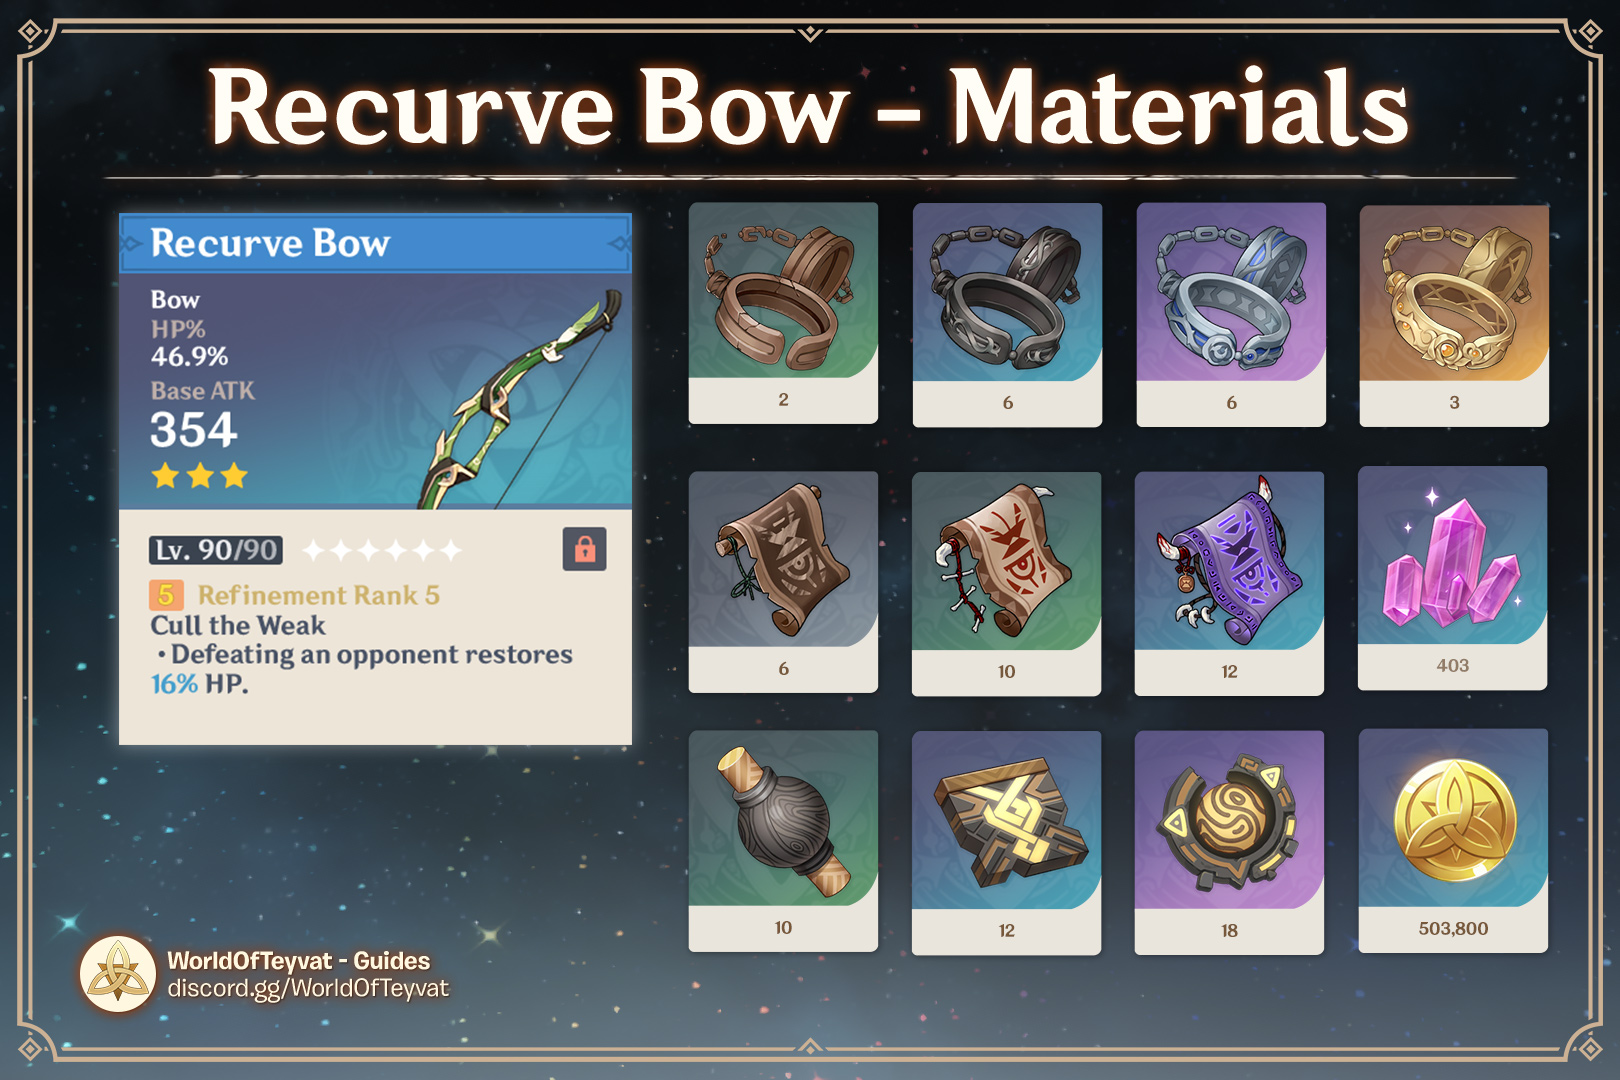 Recurve Bow – Materials
Recurve Bow
Bow
HP%
46.9%
Base ATK
354
Lv. 90/90
5 Refinement Rank 5
Cull the Weak
• Defeating an opponent restores
16% HP.
2
6
6
3
6
10
12
403
10
12
18
503,800
WorldOfTeyvat - Guides
discord.gg/WorldOfTeyvat